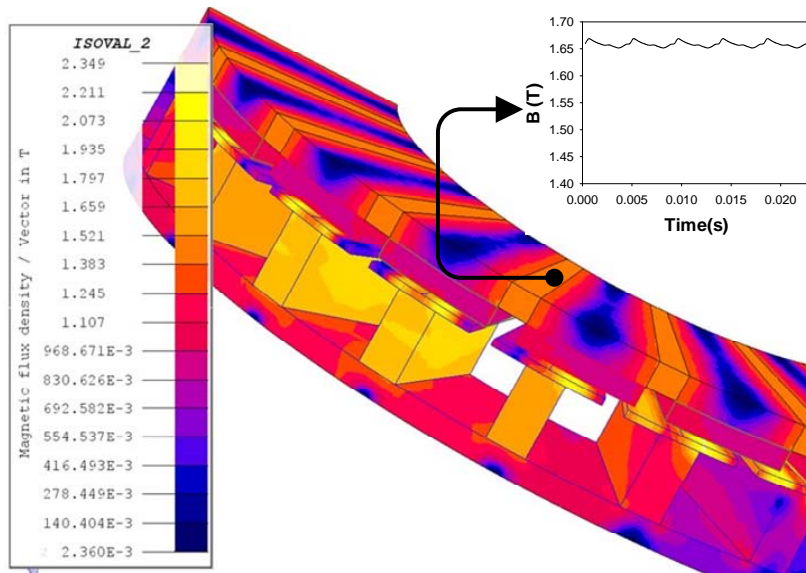 ISOVAL_2
2.349
2.211
2.073
1.935
1.797
1.659
1.521
1.383
1.245
1.107
968.671E-3
830.626E-3
692.582E-3
554.537E-3
416.493E-3
278.449E-3
140.404E-3
2.360E-3
Magnetic flux density / Vector in T
1.70
1.65
1.60
1.55
1.50
1.45
1.40
B (T)
0.000 0.005 0.010 0.015 0.020
Time(s)